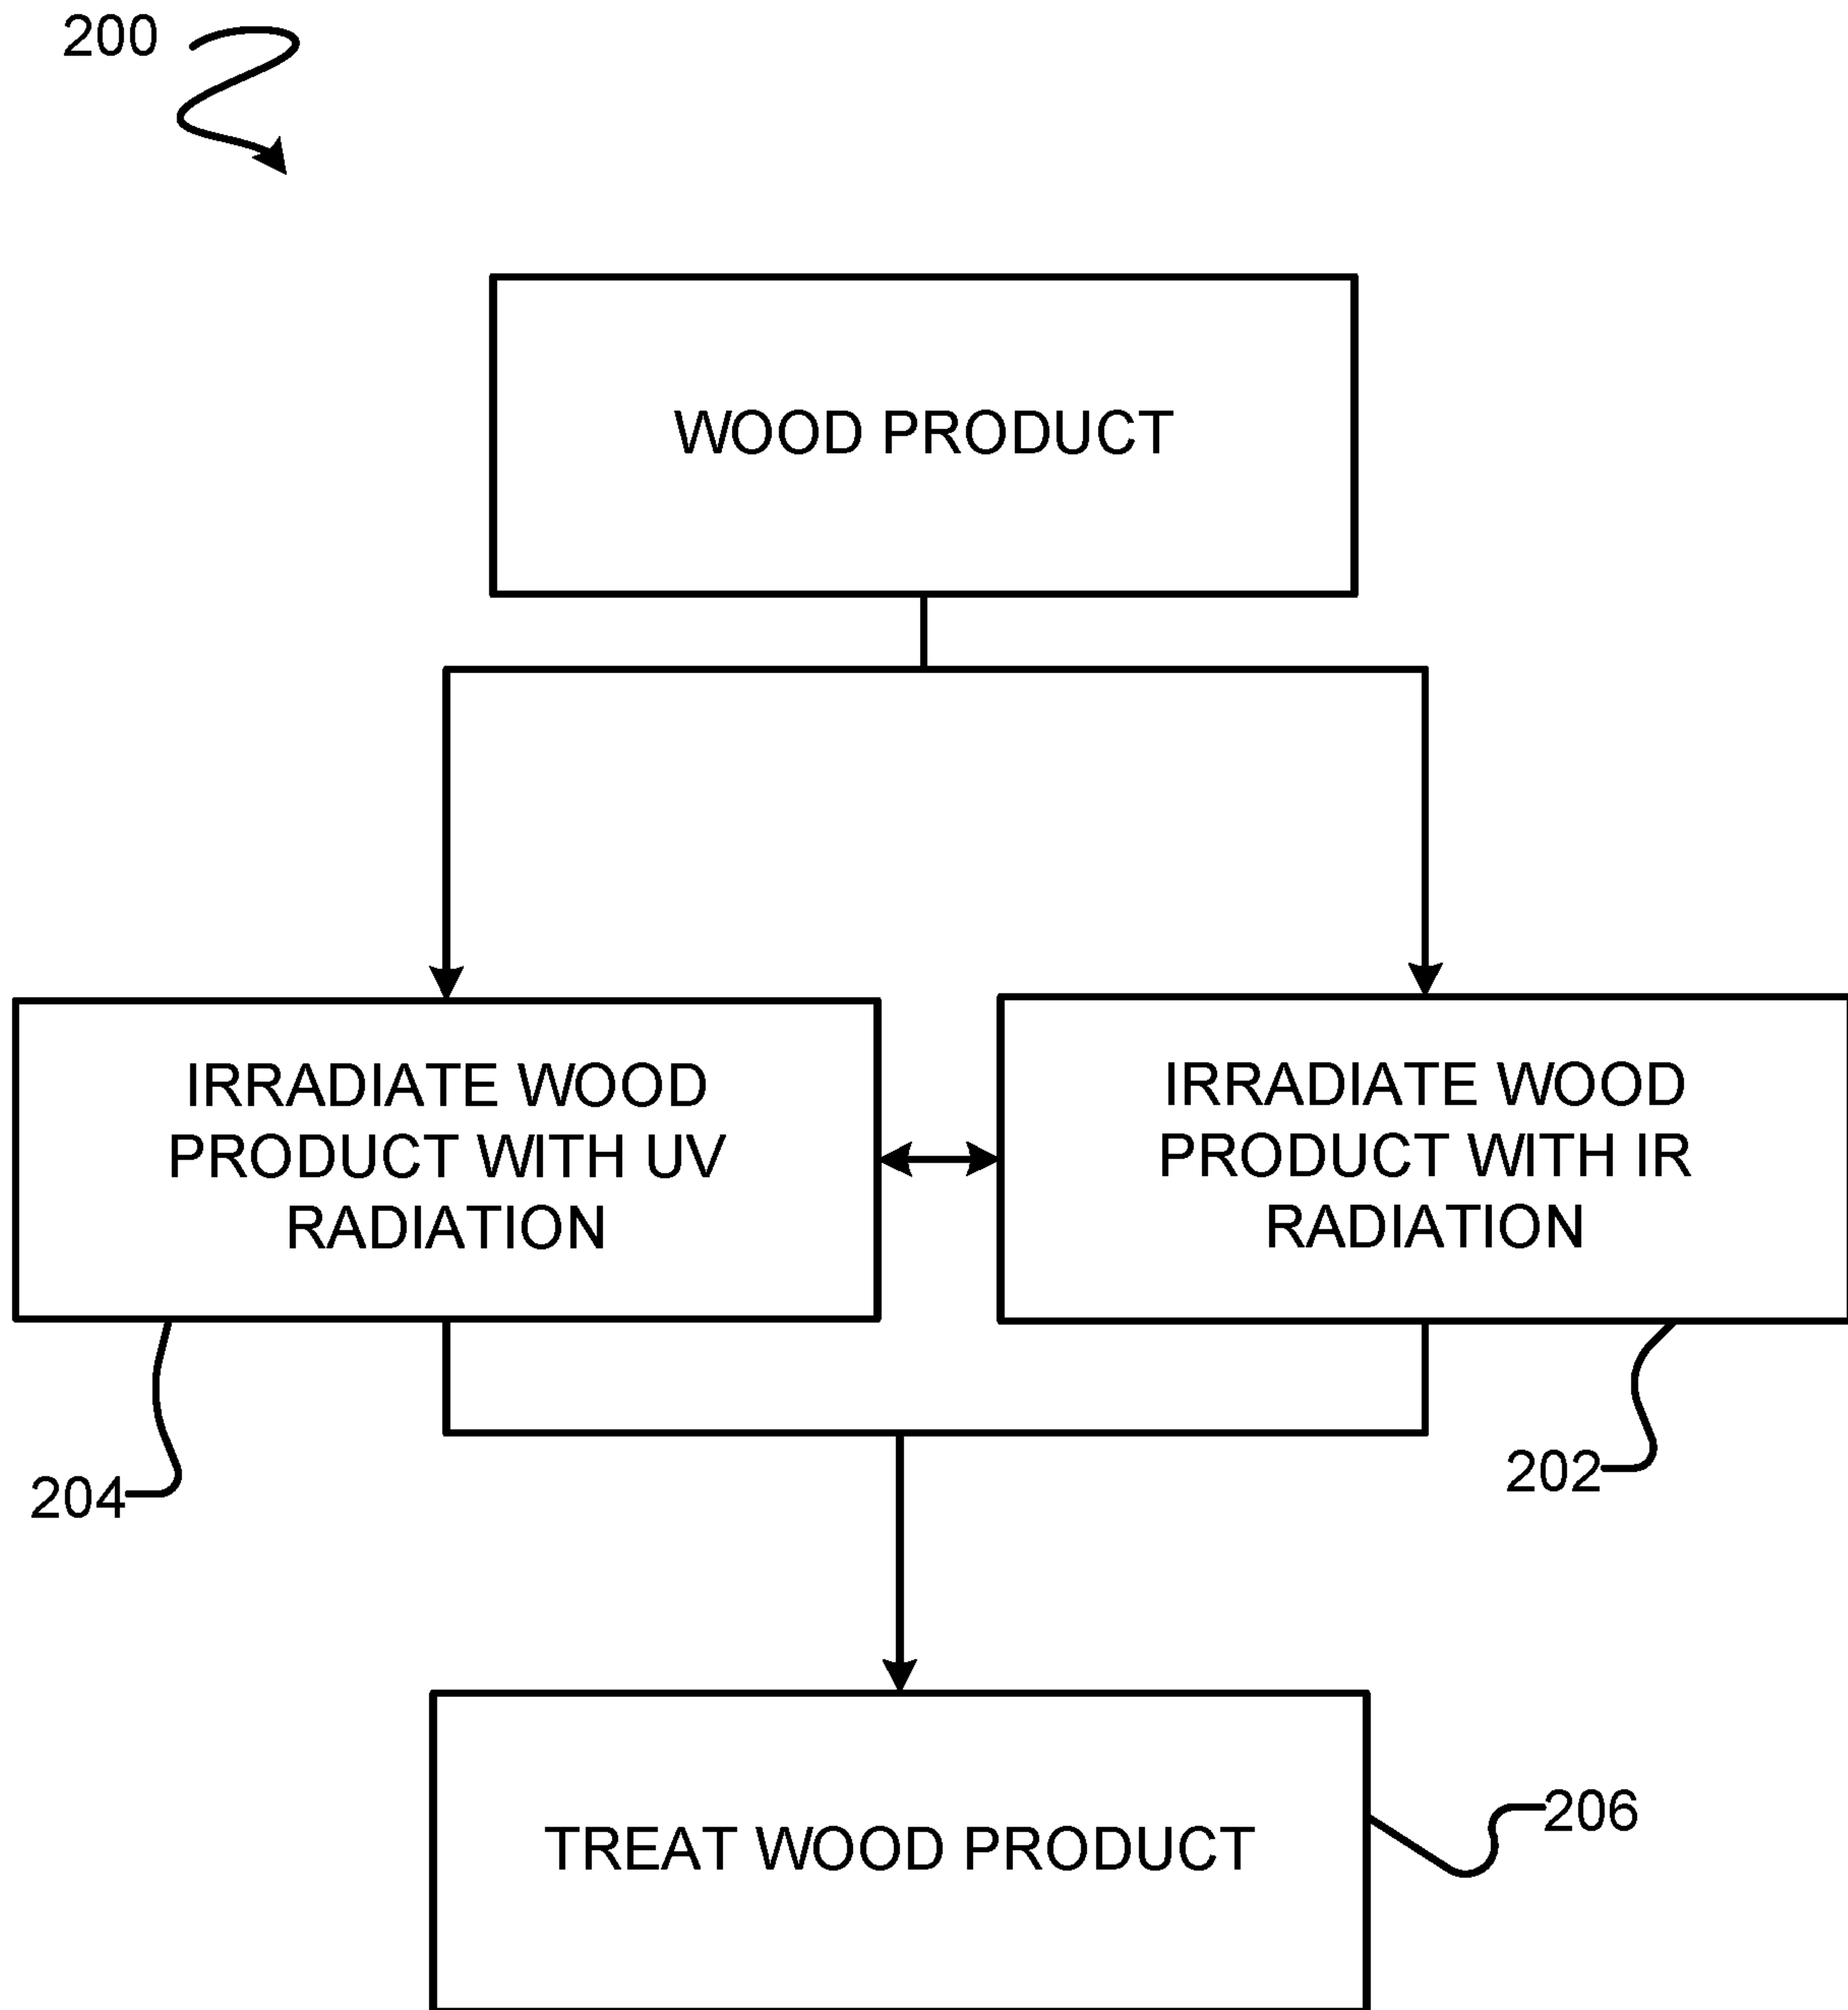 200
WOOD PRODUCT
IRRADIATE WOOD
PRODUCT WITH UV
RADIATION
IRRADIATE WOOD
PRODUCT WITH IR
RADIATION
204
202
TREAT WOOD PRODUCT
206